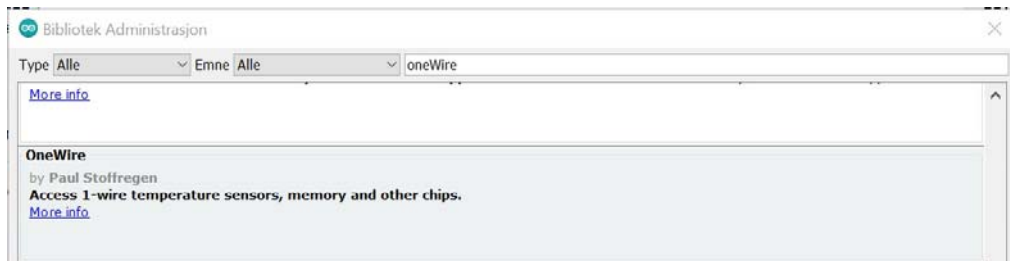 Bibliotek Administrasjon
Type Alle Emne Alle oneWire
More info
OneWire
by Paul Stoffregen
Access 1-wire temperature sensors, memory and other chips.
More info